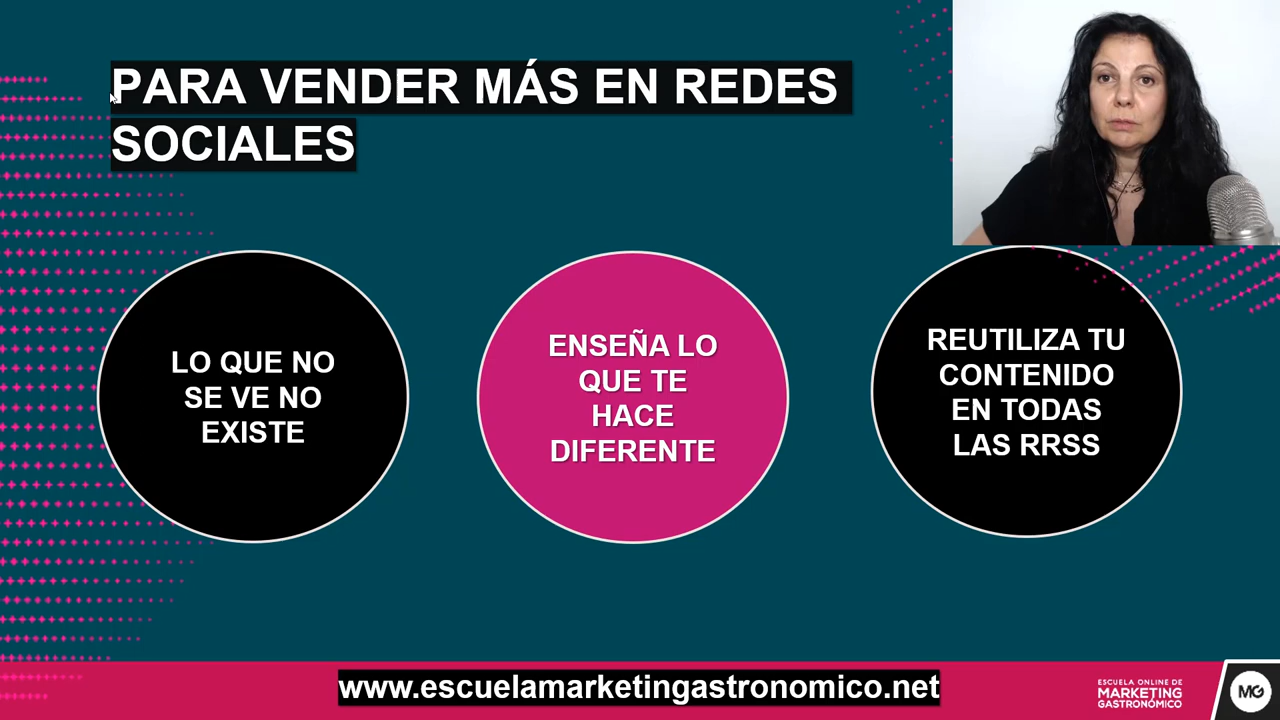 PARA VENDER MÁS EN REDES
SOCIALES
LO QUE NO
SE VE NO
EXISTE
ENSEÑA LO
QUE TE
HACE
DIFERENTE
REUTILIZA TU
CONTENIDO
EN TODAS
LAS RRSS
www.escuelamarketingastronomico.net
ESCUELA ONLINE DE
MARKETING
GASTRONÓMICO
MG